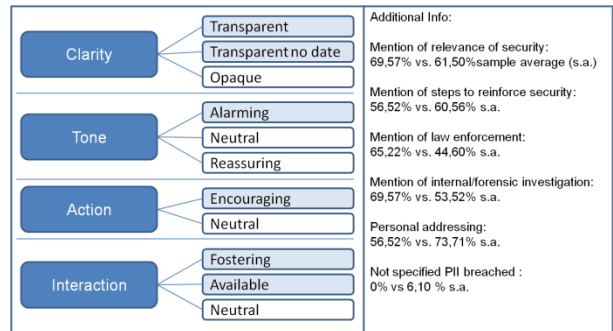 Clarity
Transparent
Transparent no date
Opaque
Tone
Alarming
Neutral
Reassuring
Action
Encouraging
Neutral
Interaction
Fostering
Available
Neutral
Additional Info:
Mention of relevance of security:
69,57% vs. 61,50%sample average (s.a.)
Mention of steps to reinforce security:
56,52% vs. 60,56% s.a.
Mention of law enforcement:
65,22% vs. 44,60% s.a.
Mention of internal/forensic investigation:
69,57% vs. 53,52% s.a.
Personal addressing:
56,52% vs. 73,71% s.a.
Not specified PII breached :
0% vs 6,10 % s.a.